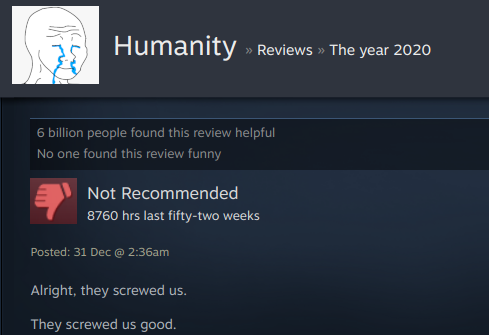 Humanity » Reviews » The year 2020
6 billion people found this review helpful
No one found this review funny
Not Recommended
8760 hrs last fifty-two weeks
Posted: 31 Dec @ 2:36am
Alright, they screwed us.
They screwed us good.